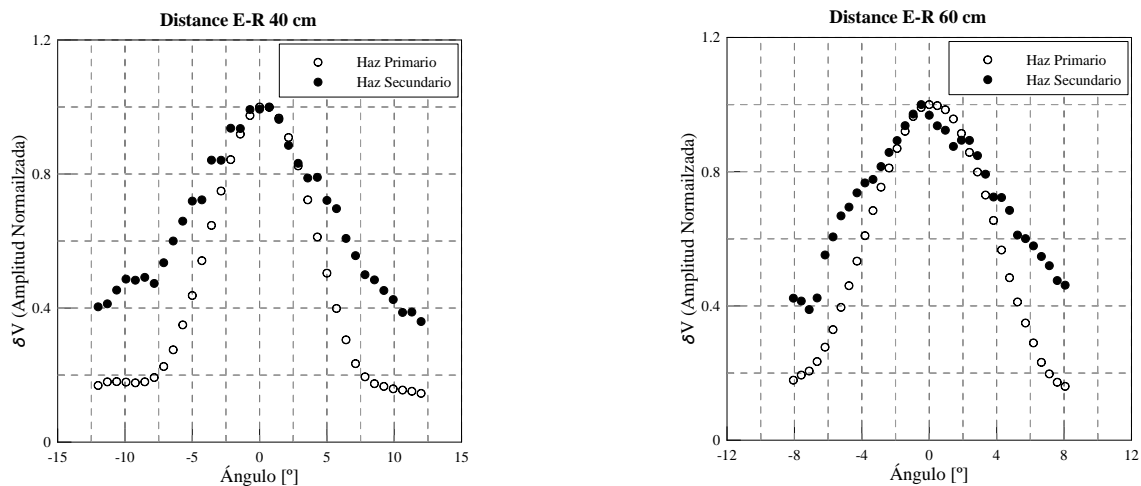 Distance E-R 40 cm
1.2
Haz Primario
Haz Secundario
0.8
0.4
0
δV (Amplitud Normailzada)
-15 -10 -5 0 5 10 15
Ángulo [º]
Distance E-R 60 cm
1.2
Haz Primario
Haz Secundario
0.8
0.4
0
δV (Amplitud Normailzada)
-12 -8 -4 0 4 8 12
Ángulo [º]